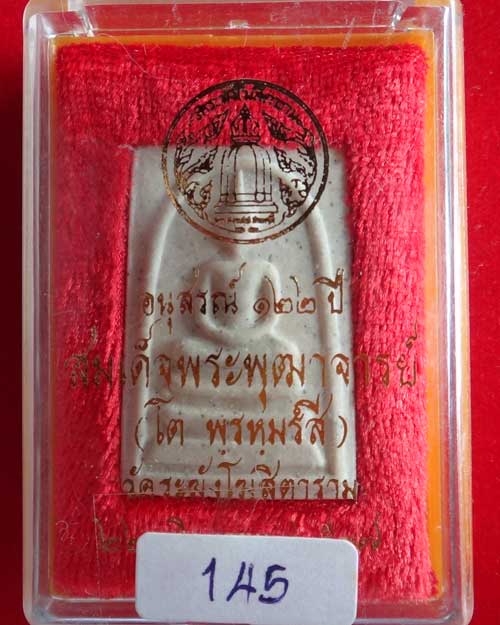 อนุสรณ์ ๑๒๒ ปี
สมเด็จพระพุฒาจารย์
(โต พฺรหฺมรํสี)
วัดระฆังโฆสิตาราม
145